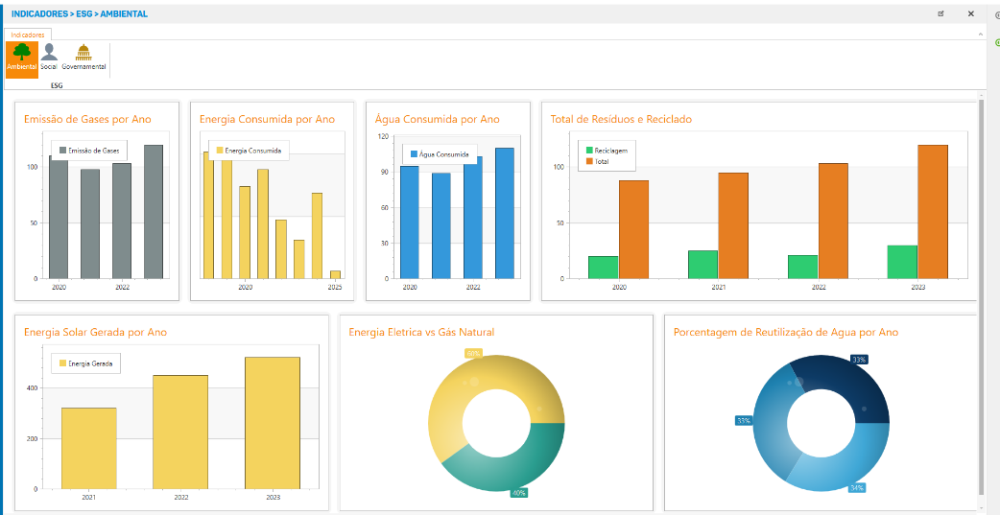 INDICADORES > ESG > AMBIENTAL
Indicadores
Ambiental Social Governamental
ESG
Emissão de Gases por Ano
Emissão de Gases
100
50
0
2020 2022
Energia Consumida por Ano
Energia Consumida
2020 2025
Água Consumida por Ano
Água Consumida
120
90
60
30
0
2020 2022
Total de Resíduos e Reciclado
Reciclagem
Total
100
50
0
2020 2021 2022 2023
Energia Solar Gerada por Ano
Energia Gerada
400
200
0
2021 2022 2023
Energia Eletrica vs Gás Natural
60%
40%
Porcentagem de Reutilização de Agua por Ano
33%
33%
34%